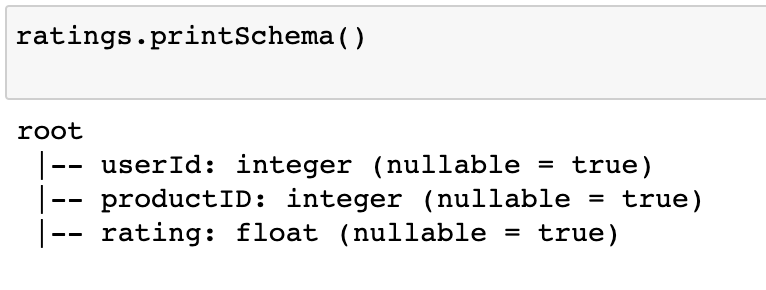 ratings.printSchema()
root
|-- userId: integer (nullable = true)
|-- productID: integer (nullable = true)
|-- rating: float (nullable = true)